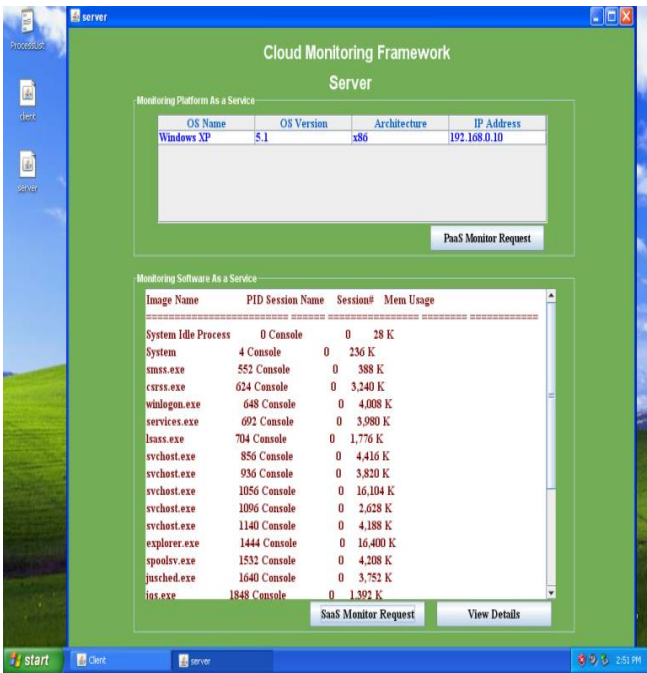 server
ProcessList
client
server
Cloud Monitoring Framework
Server
Monitoring Platform As a Service
OS Name OS Version Architecture IP Address
Windows XP 5.1 x86 192.168.0.10
PaaS Monitor Request
Monitoring Software As a Service
Image Name PID Session Name Session# Mem Usage
========================= ====== ================ ======== ============
System Idle Process 0 Console 0 28 K
System 4 Console 0 236 K
smss.exe 552 Console 0 388 K
csrss.exe 624 Console 0 3,240 K
winlogon.exe 648 Console 0 4,008 K
services.exe 692 Console 0 3,980 K
lsass.exe 704 Console 0 1,776 K
svchost.exe 856 Console 0 4,416 K
svchost.exe 936 Console 0 3,820 K
svchost.exe 1056 Console 0 16,104 K
svchost.exe 1096 Console 0 2,628 K
svchost.exe 1140 Console 0 4,188 K
explorer.exe 1444 Console 0 16,400 K
spoolsv.exe 1532 Console 0 4,208 K
jusched.exe 1640 Console 0 3,752 K
jqs.exe 1848 Console 0 1,392 K
SaaS Monitor Request View Details
start Client server 2:51 PM